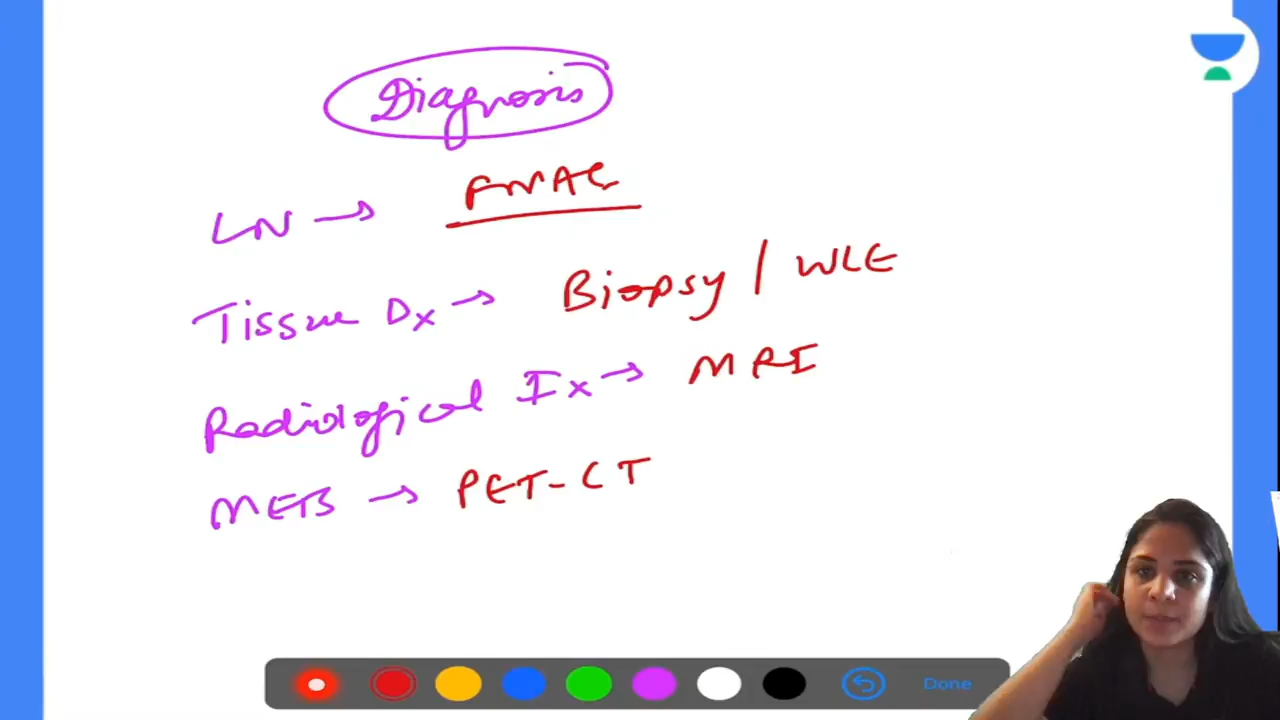 Diagnosis
LN → FNAC
Tissue Dx → Biopsy / WLE
Radiological Ix → MRI
METS → PET-CT
Done